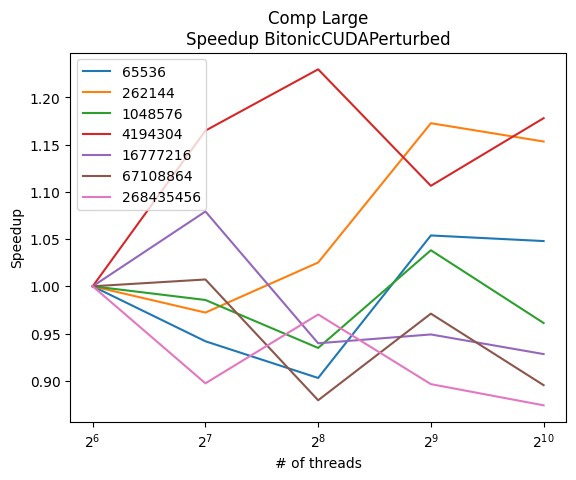 Comp Large
Speedup BitonicCUDAPerturbed
65536
262144
1048576
4194304
16777216
67108864
268435456
1.20
1.15
1.10
1.05
1.00
0.95
0.90
Speedup
2^6 2^7 2^8 2^9 2^10
# of threads